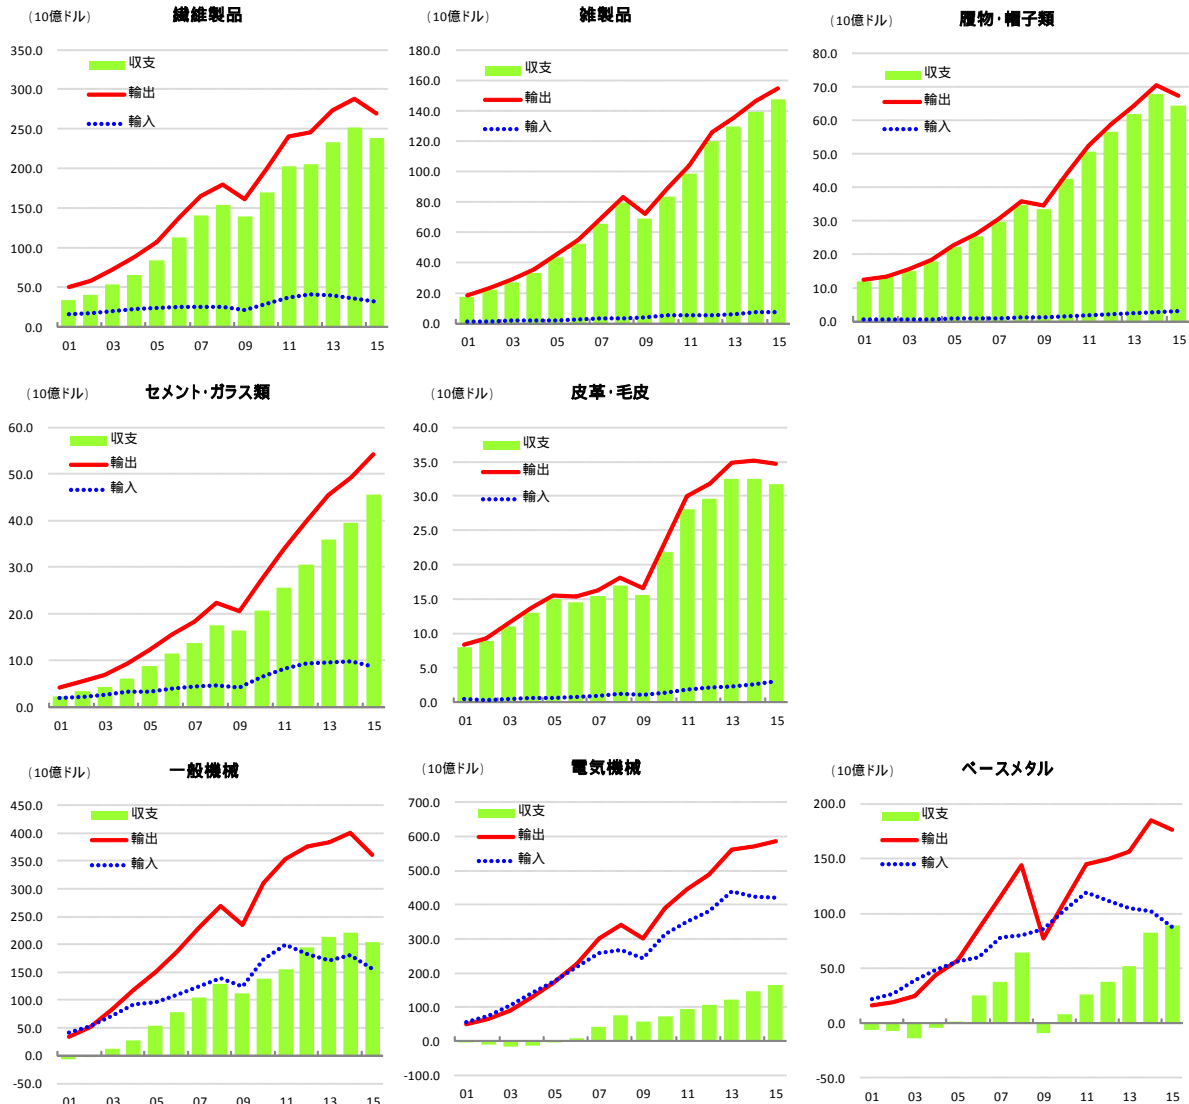 (10億ドル) 繊維製品
350.0
300.0
250.0
200.0
150.0
100.0
50.0
0.0
収支
輸出
輸入
01 03 05 07 09 11 13 15
(10億ドル) 雑製品
180.0
160.0
140.0
120.0
100.0
80.0
60.0
40.0
20.0
0.0
収支
輸出
輸入
01 03 05 07 09 11 13 15
(10億ドル) 履物・帽子類
80.0
70.0
60.0
50.0
40.0
30.0
20.0
10.0
0.0
収支
輸出
輸入
01 03 05 07 09 11 13 15
(10億ドル) セメント・ガラス類
60.0
50.0
40.0
30.0
20.0
10.0
0.0
収支
輸出
輸入
01 03 05 07 09 11 13 15
(10億ドル) 皮革・毛皮
40.0
35.0
30.0
25.0
20.0
15.0
10.0
5.0
0.0
収支
輸出
輸入
01 03 05 07 09 11 13 15
(10億ドル) 一般機械
450.0
400.0
350.0
300.0
250.0
200.0
150.0
100.0
50.0
0.0
-50.0
収支
輸出
輸入
01 03 05 07 09 11 13 15
(10億ドル) 電気機械
700.0
600.0
500.0
400.0
300.0
200.0
100.0
0.0
-100.0
収支
輸出
輸入
01 03 05 07 09 11 13 15
(10億ドル) ベースメタル
200.0
150.0
100.0
50.0
0.0
-50.0
収支
輸出
輸入
01 03 05 07 09 11 13 15